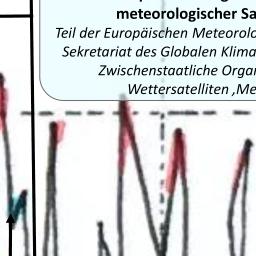 meteorologischer Sa
Teil der Europäischen Meteorolo
Sekretariat des Globalen Klima
Zwischenstaatliche Organ
Wettersatelliten ,Me